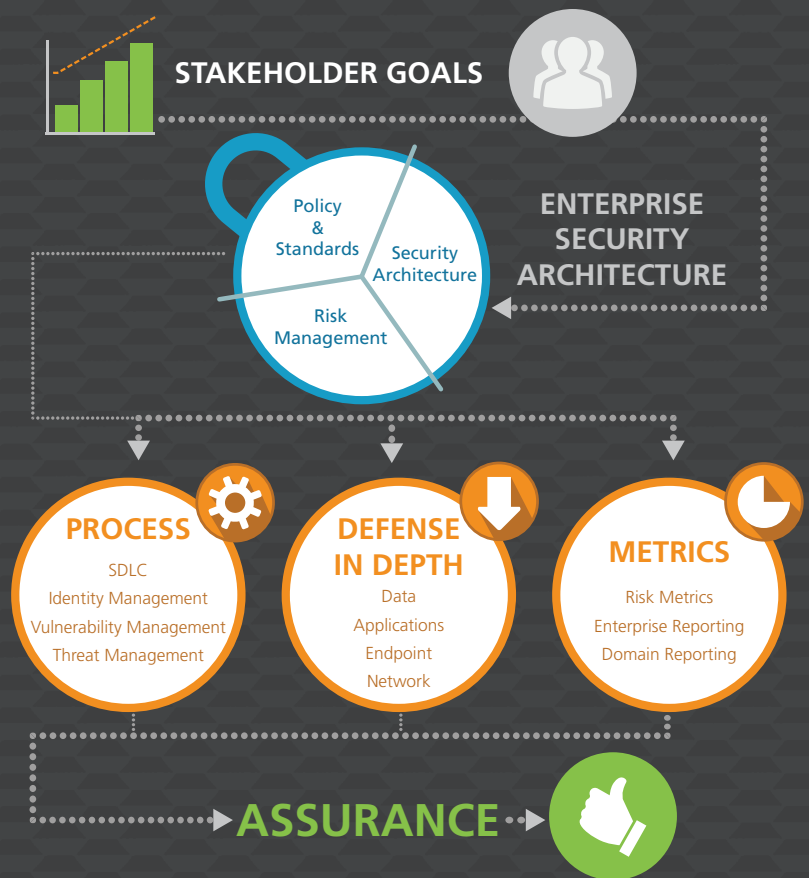 STAKEHOLDER GOALS
Policy
&
Standards
Security
Architecture
Risk
Management
ENTERPRISE
SECURITY
ARCHITECTURE
PROCESS
SDLC
Identity Management
Vulnerability Management
Threat Management
DEFENSE
IN DEPTH
Data
Applications
Endpoint
Network
METRICS
Risk Metrics
Enterprise Reporting
Domain Reporting
ASSURANCE